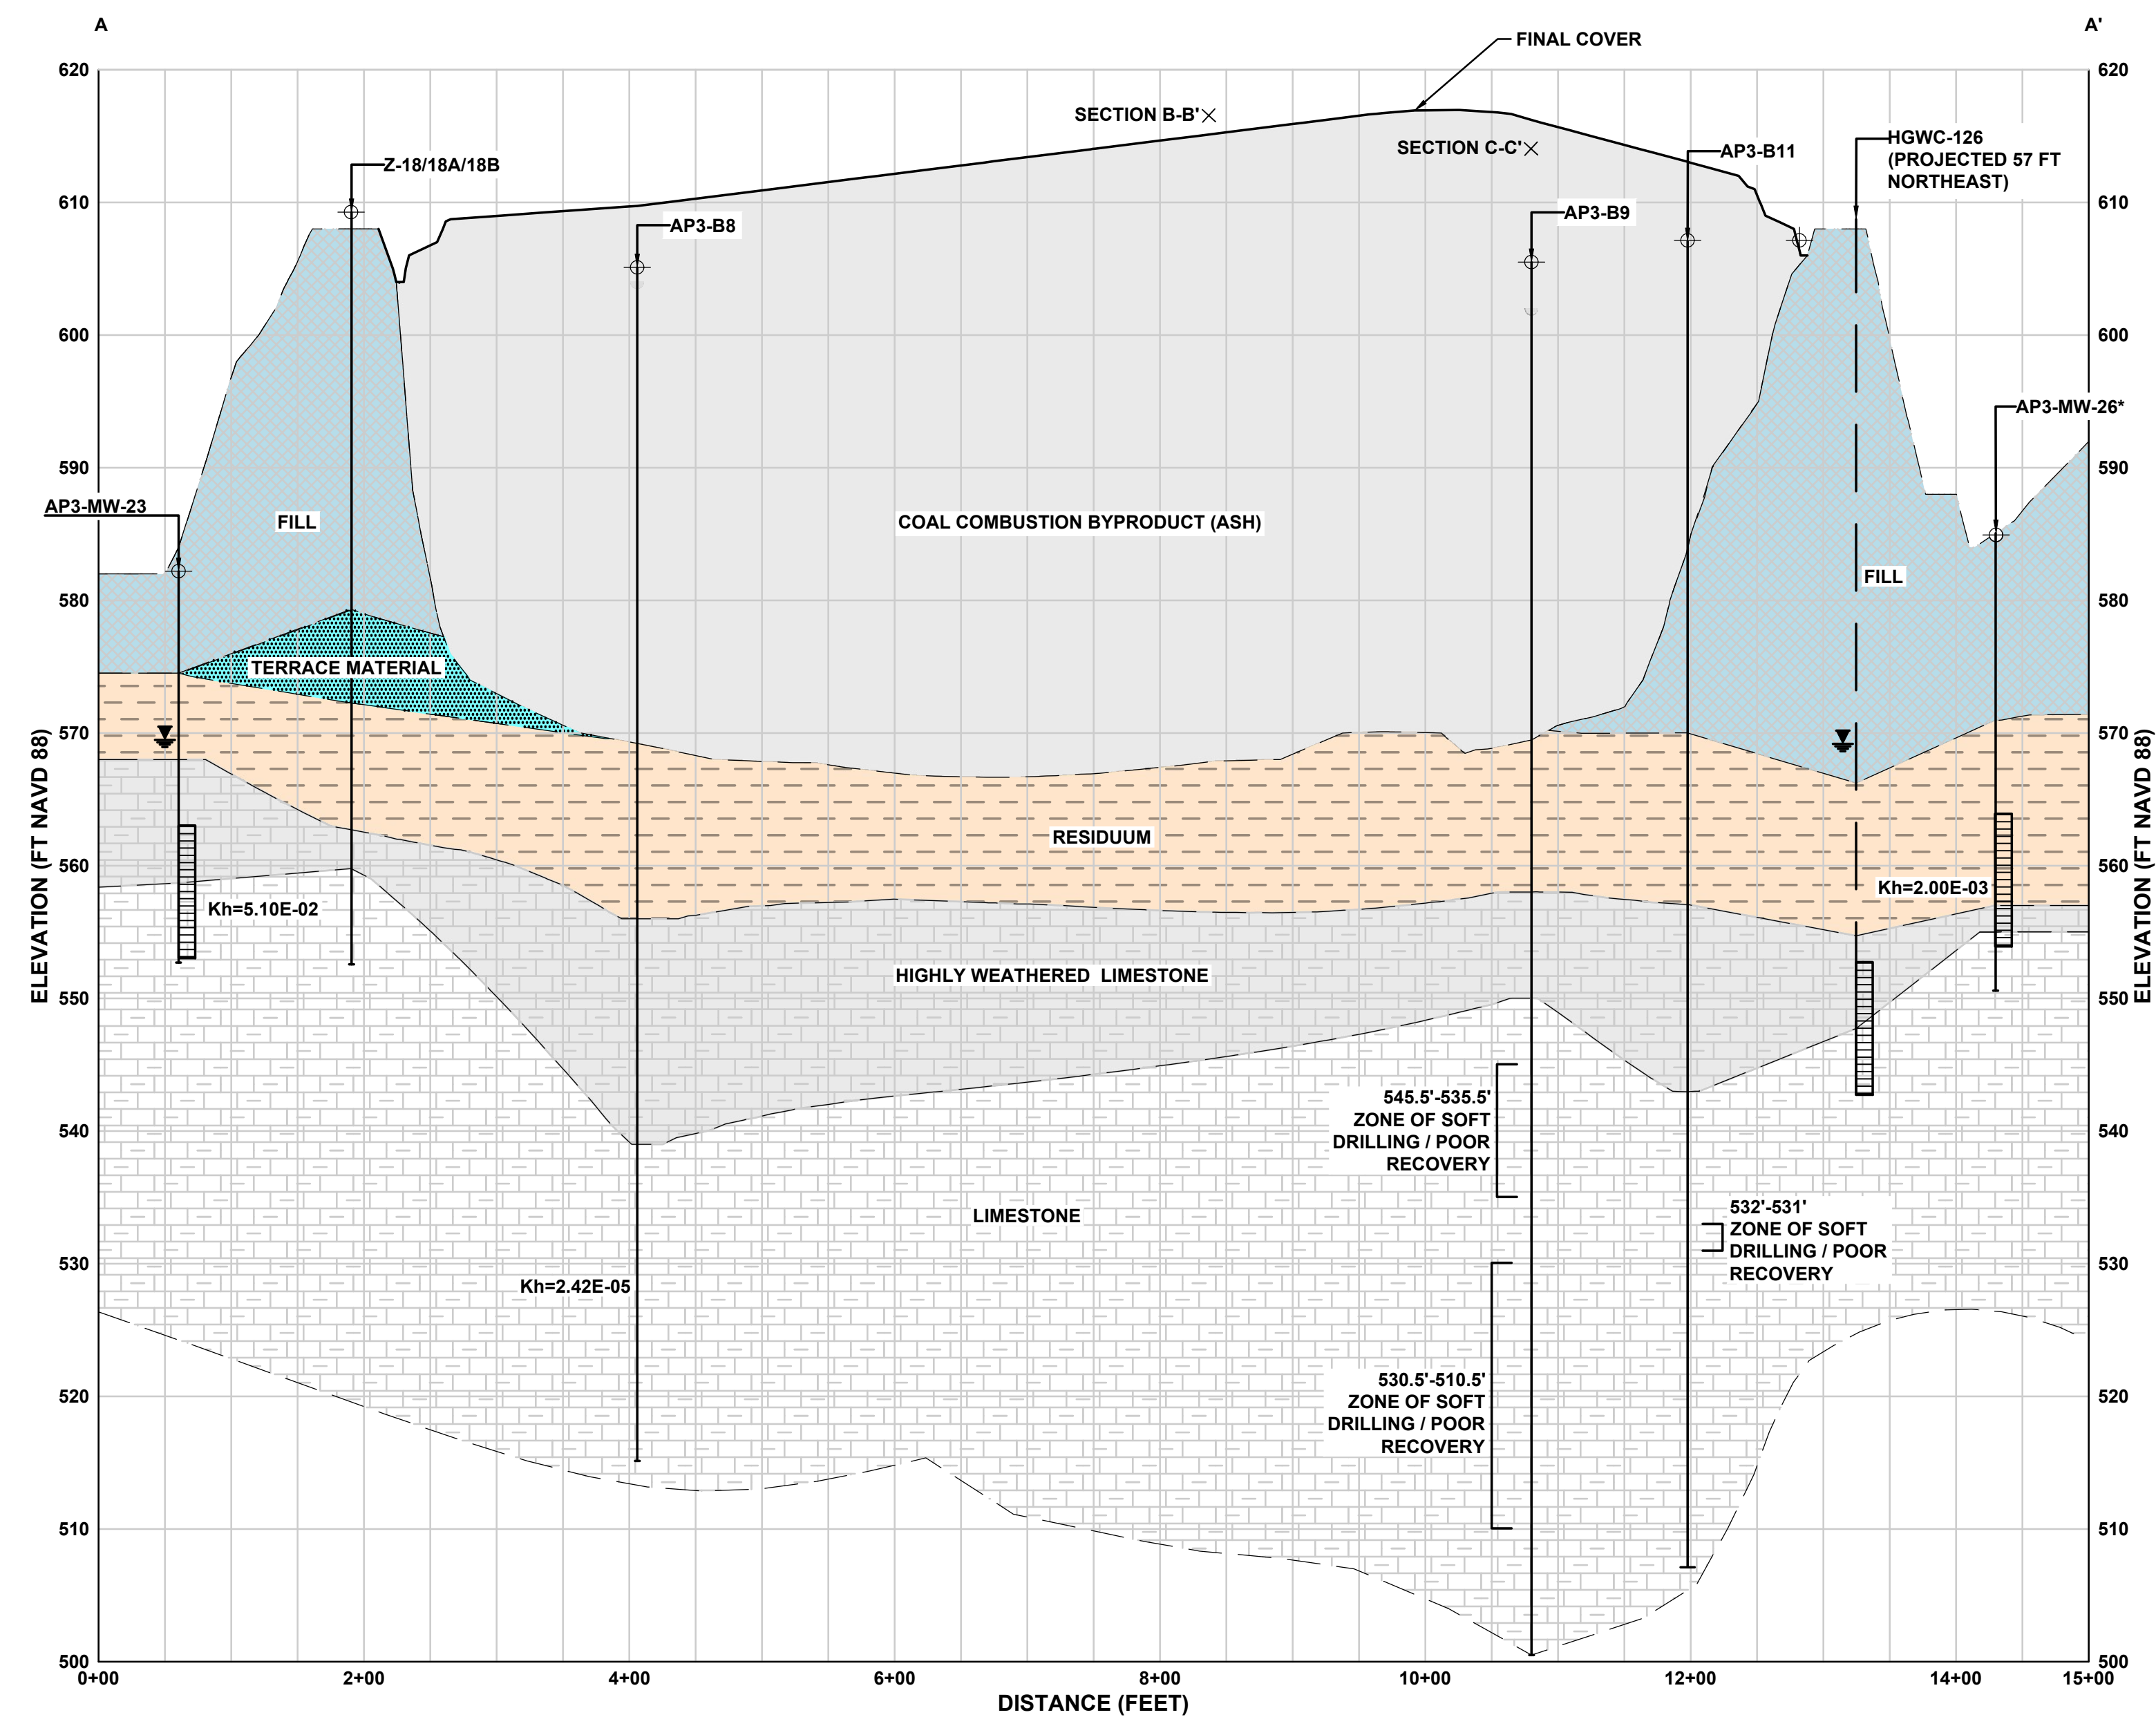 A
A'
FINAL COVER
620
620
SECTION B-B'
HGWC-126
(PROJECTED 57 FT
NORTHEAST)
SECTION C-C'
AP3-B11
Z-18/18A/18B
610
610
AP3-B9
AP3-B8
600
600
AP3-MW-26*
590
590
AP3-MW-23
FILL
COAL COMBUSTION BYPRODUCT (ASH)
FILL
580
580
TERRACE MATERIAL
570
570
ELEVATION (FT NAVD 88)
ELEVATION (FT NAVD 88)
RESIDUUM
560
560
Kh=2.00E-03
Kh=5.10E-02
HIGHLY WEATHERED LIMESTONE
550
550
545.5'-535.5'
ZONE OF SOFT
DRILLING / POOR
RECOVERY
540
540
LIMESTONE
532'-531'
ZONE OF SOFT
DRILLING / POOR
RECOVERY
530
530
Kh=2.42E-05
530.5'-510.5'
ZONE OF SOFT
DRILLING / POOR
RECOVERY
520
520
510
510
500
500
0+00
2+00
4+00
6+00
8+00
10+00
12+00
14+00
15+00
DISTANCE (FEET)